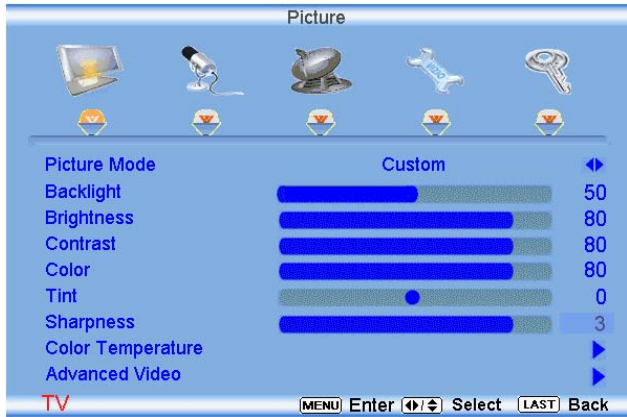 Picture
VIZIO
Picture Mode Custom
Backlight 50
Brightness 80
Contrast 80
Color 80
Tint 0
Sharpness 3
Color Temperature
Advanced Video
TV MENU Enter Select LAST Back